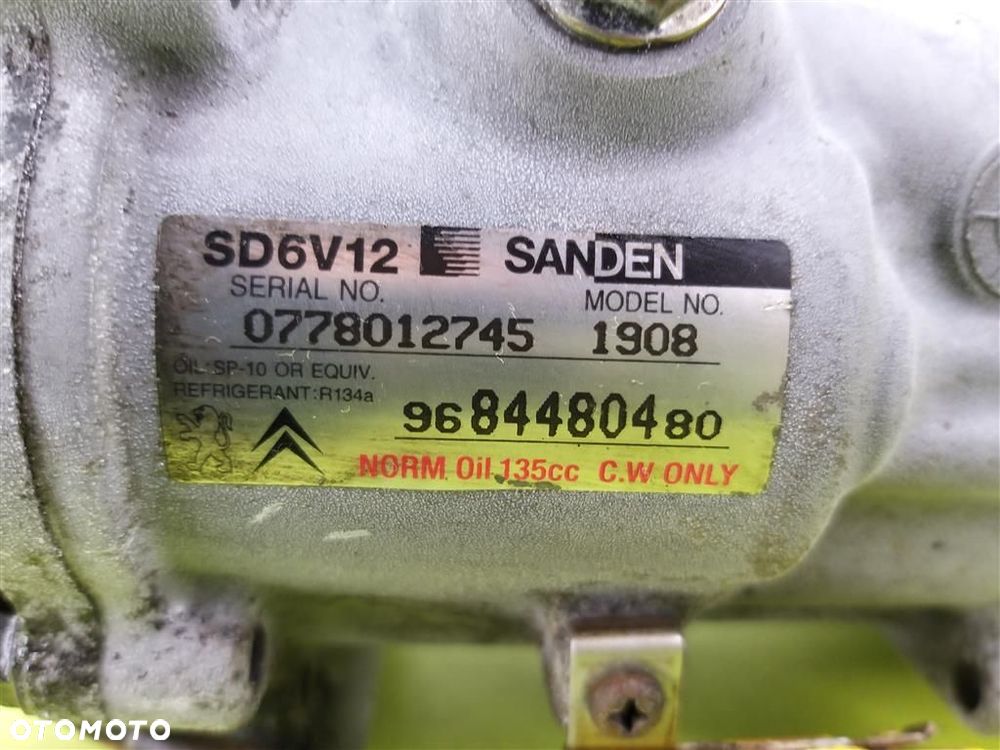 SD6V12 SANDEN
SERIAL NO. MODEL NO.
0778012745 1908
OIL:SP-10 OR EQUIV.
REFRIGERANT:R134a
9684480480
NORM Oil 135cc C.W ONLY
OTOMOTO